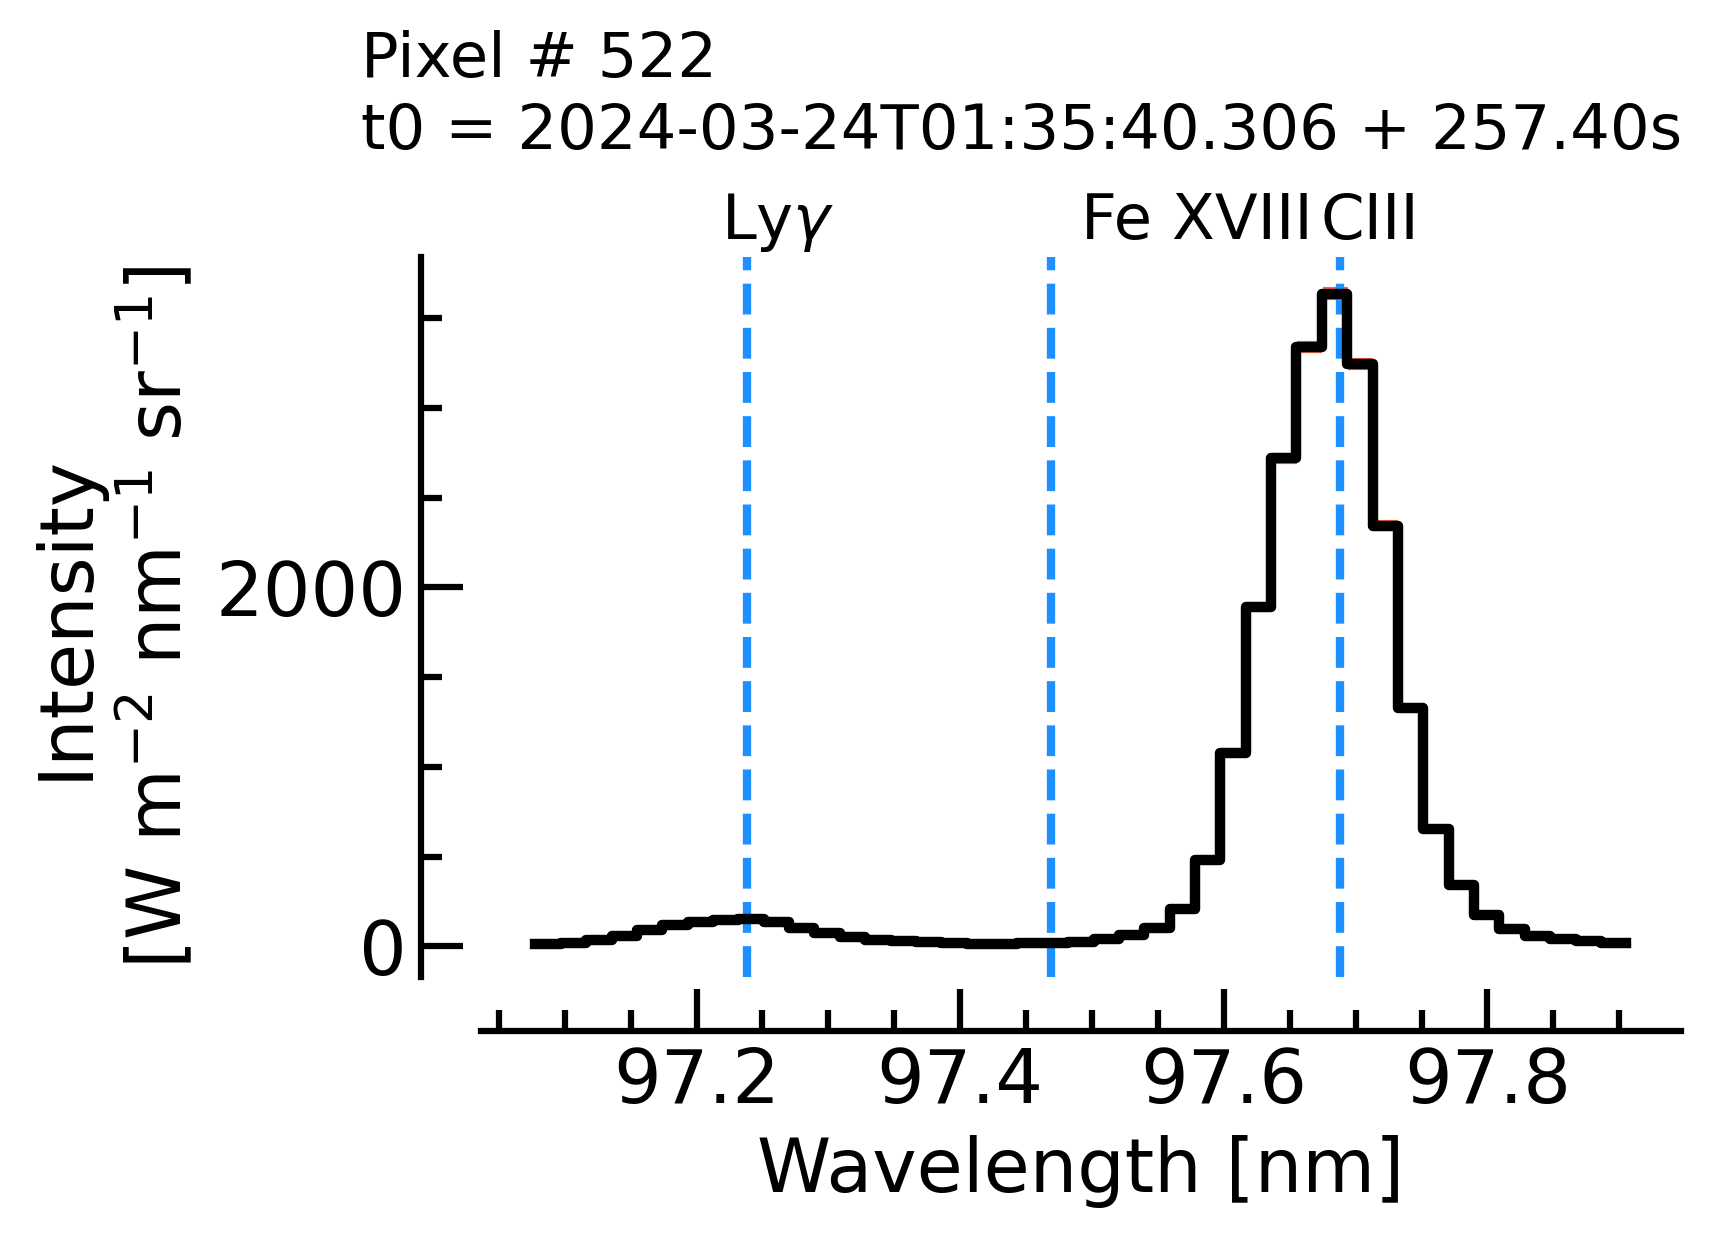 Pixel # 522
t0 = 2024-03-24T01:35:40.306 + 257.40s
Lyγ Fe XVIII CIII
Intensity
[W m⁻² nm⁻¹ sr⁻¹]
2000
0
97.2 97.4 97.6 97.8
Wavelength [nm]